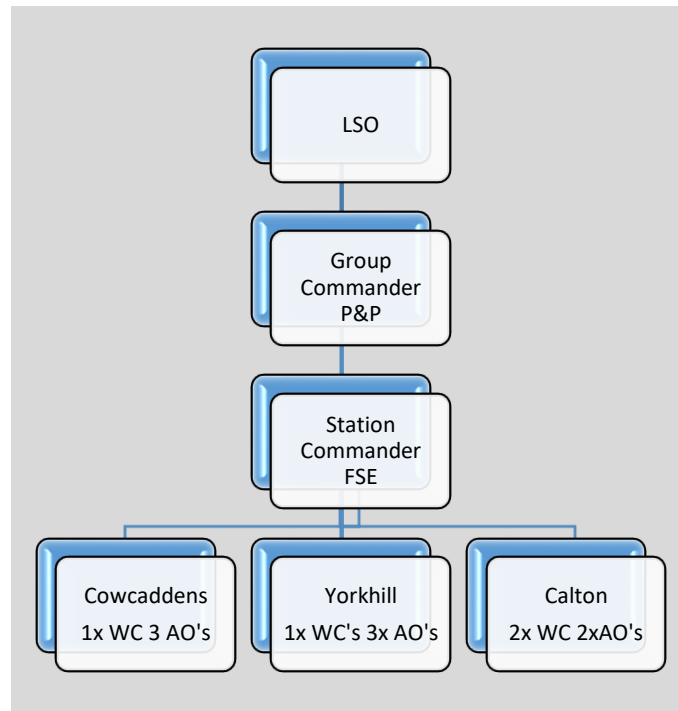 LSO
Group
Commander
P&P
Station
Commander
FSE
Cowcaddens
1x WC 3 AO's
Yorkhill
1x WC's 3x AO's
Calton
2x WC 2xAO's